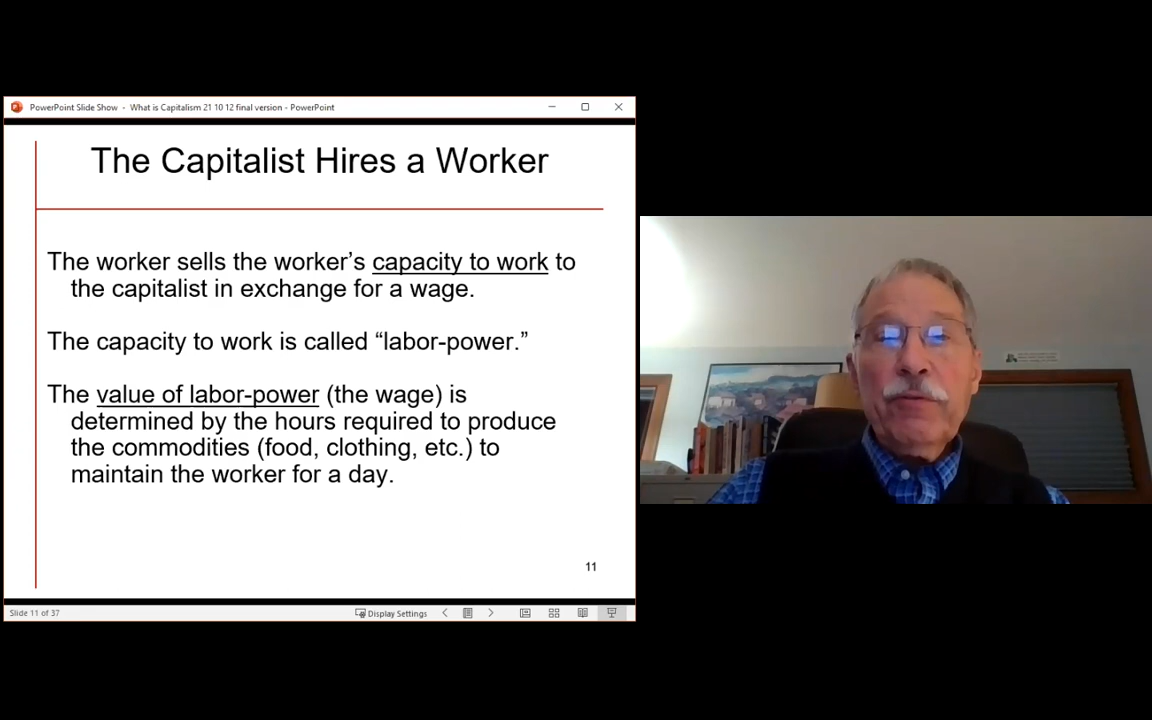 PowerPoint Slide Show - What is Capitalism 21 10 12 final version - PowerPoint
The Capitalist Hires a Worker
The worker sells the worker’s capacity to work to
the capitalist in exchange for a wage.
The capacity to work is called “labor-power.”
The value of labor-power (the wage) is
determined by the hours required to produce
the commodities (food, clothing, etc.) to
maintain the worker for a day.
11
Slide 11 of 37
Display Settings